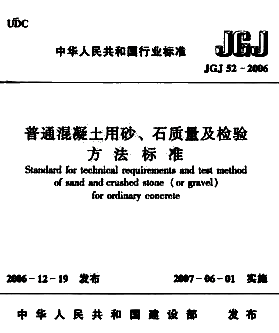 UDC
中华人民共和国行业标准
JGJ
JGJ 52-2006
普通混凝土用砂、石质量及检验
方法标准
Standard for technical requirements and test method
of sand and crushed stone (or gravel)
for ordinary concrete
2006-12-19 发布 2007-06-01 实施
中华人民共和国建设部 发布